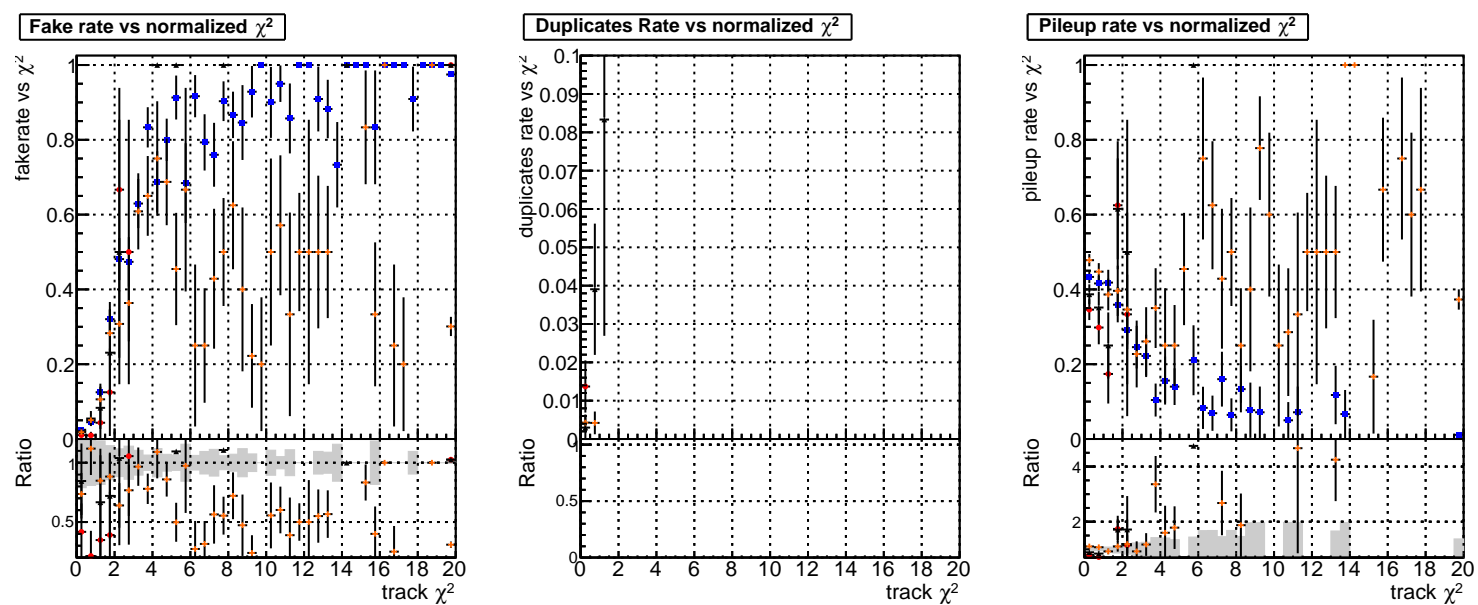 Fake rate vs normalized χ²
fakerate vs χ²
1
0.8
0.6
0.4
0.2
0
Ratio
1
0.5
0 2 4 6 8 10 12 14 16 18 20
track χ²
Duplicates Rate vs normalized χ²
duplicates rate vs χ²
0.1
0.09
0.08
0.07
0.06
0.05
0.04
0.03
0.02
0.01
0
Ratio
1
0.5
0
0 2 4 6 8 10 12 14 16 18 20
track χ²
Pileup rate vs normalized χ²
pileup rate vs χ²
1
0.8
0.6
0.4
0.2
0
Ratio
4
2
0 2 4 6 8 10 12 14 16 18 20
track χ²